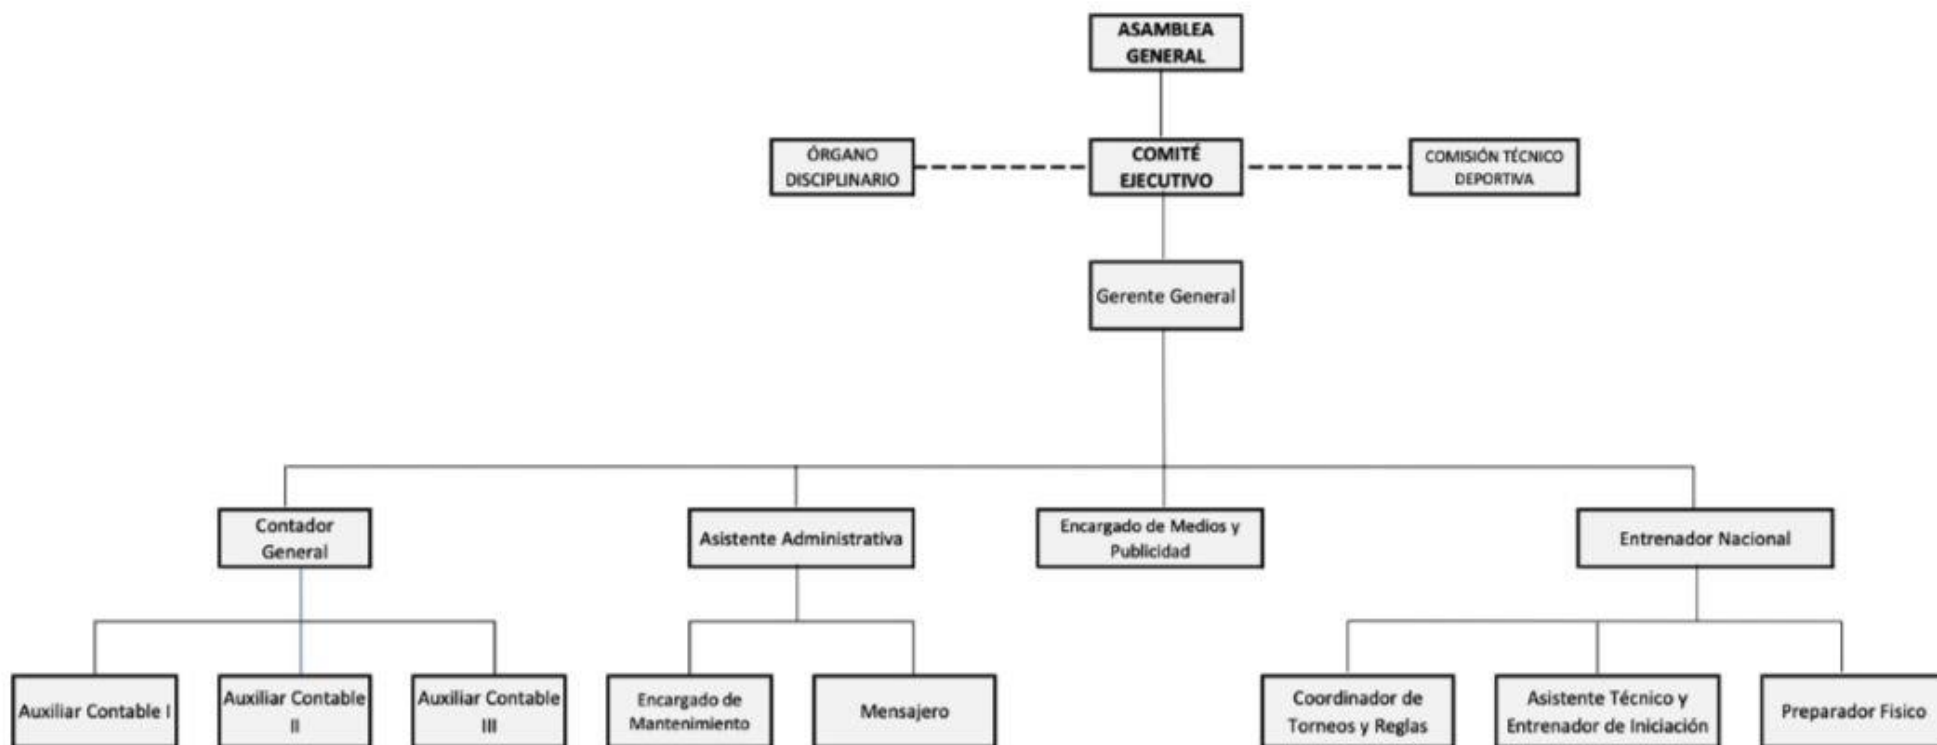 ASAMBLEA
GENERAL
ÓRGANO
DISCIPLINARIO
COMITÉ
EJECUTIVO
COMISIÓN TÉCNICO
DEPORTIVA
Gerente General
Contador
General
Asistente Administrativa
Encargado de Medios y
Publicidad
Entrenador Nacional
Auxiliar Contable I
Auxiliar Contable
II
Auxiliar Contable
III
Encargado de
Mantenimiento
Mensajero
Coordinador de
Torneos y Reglas
Asistente Técnico y
Entrenador de Iniciación
Preparador Fisico